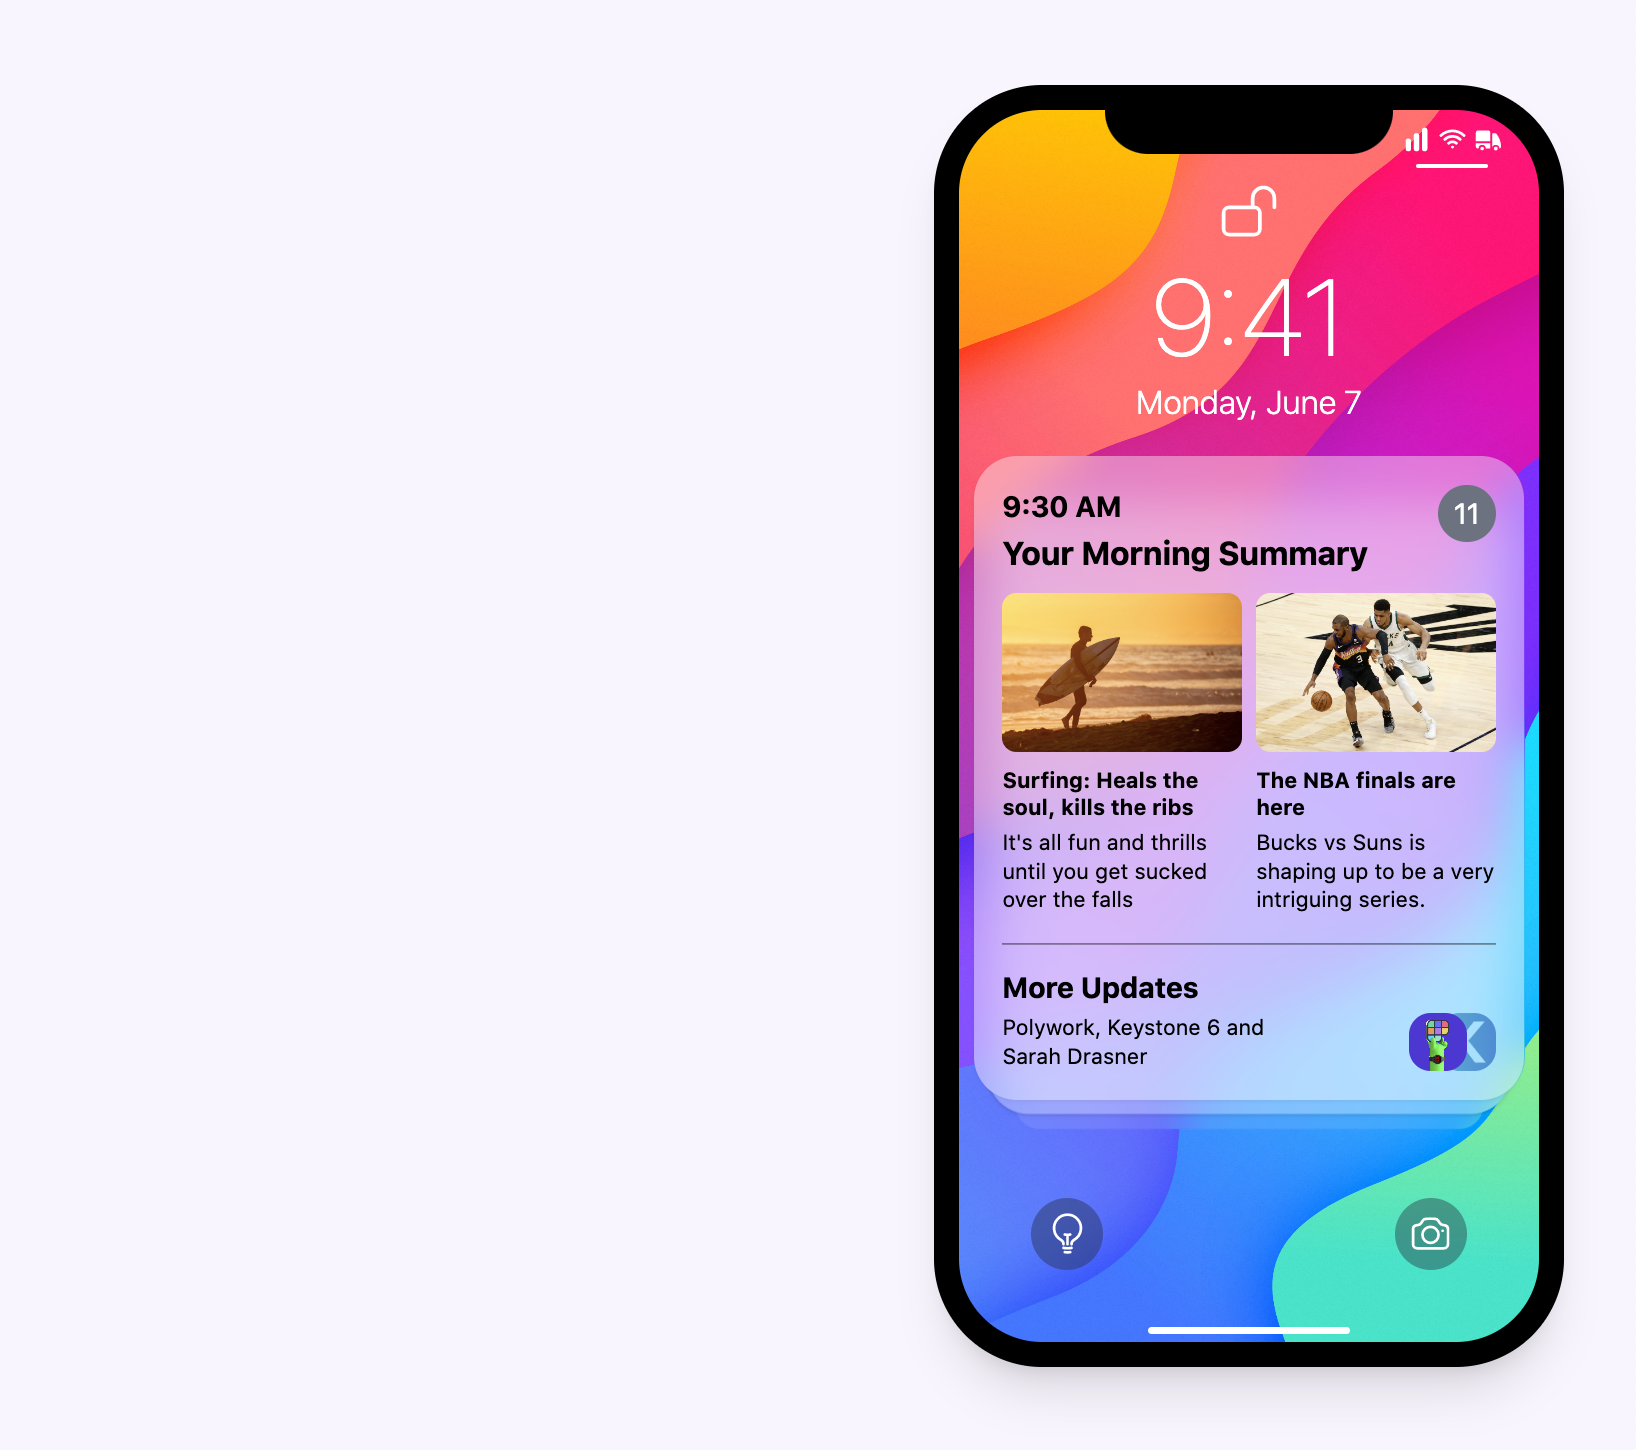 9:41
Monday, June 7
9:30 AM
11
Your Morning Summary
Surfing: Heals the
soul, kills the ribs
It's all fun and thrills
until you get sucked
over the falls
The NBA finals are
here
Bucks vs Suns is
shaping up to be a very
intriguing series.
More Updates
Polywork, Keystone 6 and
Sarah Drasner
K